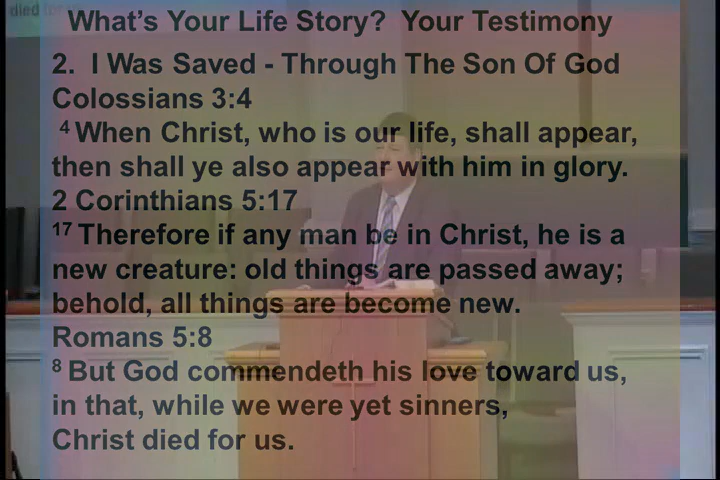 died for us.
What's Your Life Story?  Your Testimony
2.  I Was Saved - Through The Son Of God
Colossians 3:4
4 When Christ, who is our life, shall appear,
then shall ye also appear with him in glory.
2 Corinthians 5:17
17 Therefore if any man be in Christ, he is a
new creature: old things are passed away;
behold, all things are become new.
Romans 5:8
8 But God commendeth his love toward us,
in that, while we were yet sinners,
Christ died for us.